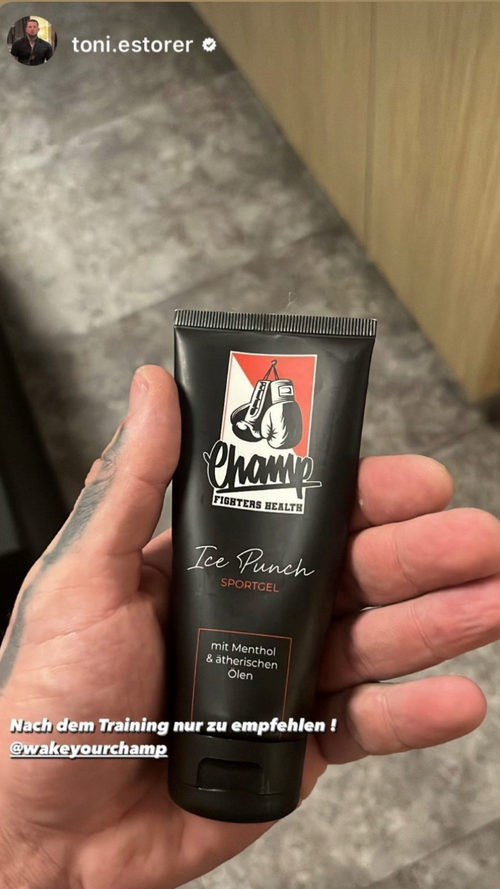 toni.estorer
Champ
FIGHTERS HEALTH
Ice Punch
SPORTGEL
mit Menthol
& ätherischen
Ölen
Nach dem Training nur zu empfehlen !
@wakeyourchamp